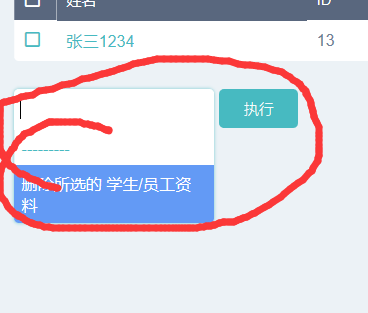 姓名 ID
张三1234 13
执行
---------
删除所选的 学生/员工资
料